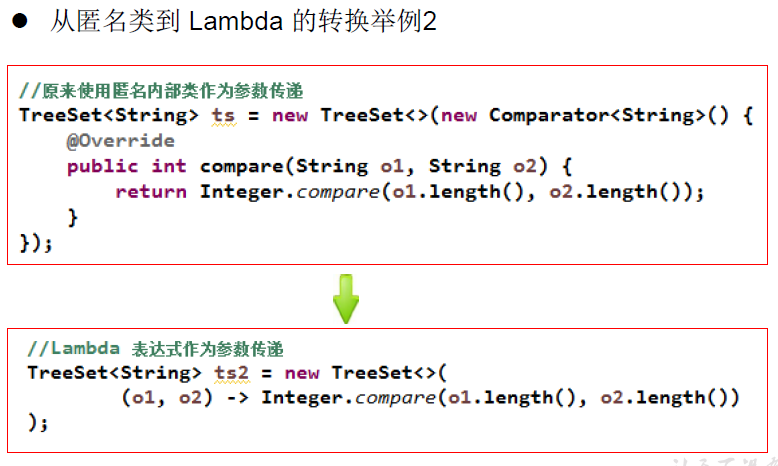 ● 从匿名类到 Lambda 的转换举例2
//原来使用匿名内部类作为参数传递
TreeSet<String> ts = new TreeSet<>(new Comparator<String>() {
    @Override
    public int compare(String o1, String o2) {
        return Integer.compare(o1.length(), o2.length());
    }
});
//Lambda 表达式作为参数传递
TreeSet<String> ts2 = new TreeSet<>(
        (o1, o2) -> Integer.compare(o1.length(), o2.length())
);